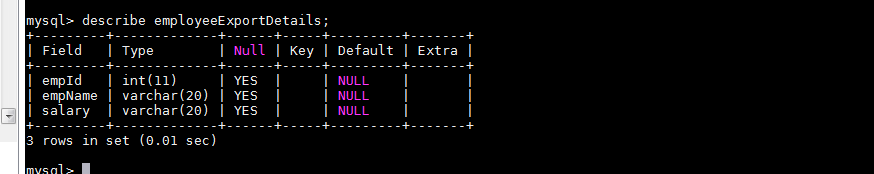 mysql> describe employeeExportDetails;
+---------+-------------+------+-----+---------+-------+
| Field   | Type        | Null | Key | Default | Extra |
+---------+-------------+------+-----+---------+-------+
| empId   | int(11)     | YES  |     | NULL    |       |
| empName | varchar(20) | YES  |     | NULL    |       |
| salary  | varchar(20) | YES  |     | NULL    |       |
+---------+-------------+------+-----+---------+-------+
3 rows in set (0.01 sec)
mysql>